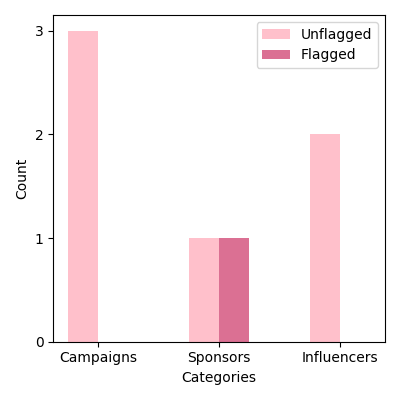 Unflagged
Flagged
3
2
1
0
Count
Campaigns
Sponsors
Influencers
Categories